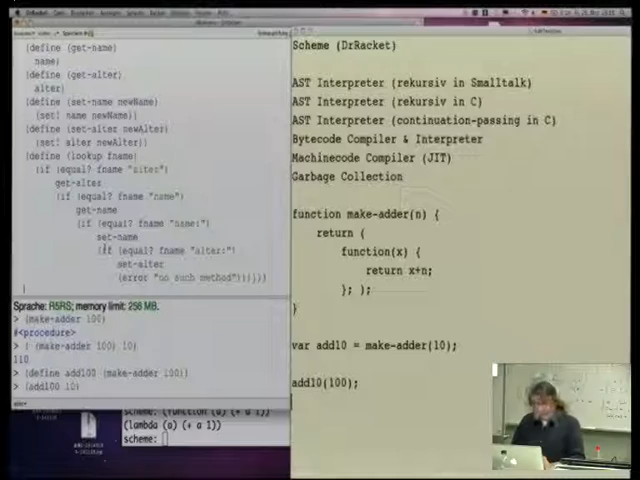 (define (get-name)
name)
(define (get-alter)
alter)
(define (set-name newName)
(set! name newName))
(define (set-alter newAlter)
(set! alter newAlter))
(define (lookup fname)
(if (equal? fname "alter")
get-alter
(if (equal? fname "name")
get-name
(if (equal? fname "name:")
set-name
(if (equal? fname "alter:")
set-alter
(error "no such method"))))))
Sprache: R5RS; memory limit: 256 MB.
> (make-adder 100)
#<procedure>
> ( (make-adder 100) 10)
110
> (define add100 (make-adder 100))
> (add100 10)
scheme: (function (a) (+ a 1))
(lambda (a) (+ a 1))
scheme:
Scheme (DrRacket)
AST Interpreter (rekursiv in Smalltalk)
AST Interpreter (rekursiv in C)
AST Interpreter (continuation-passing in C)
Bytecode Compiler & Interpreter
Machinecode Compiler (JIT)
Garbage Collection
function make-adder(n) {
return (
function(x) {
return x+n;
}; );
}
var add10 = make-adder(10);
add10(100);